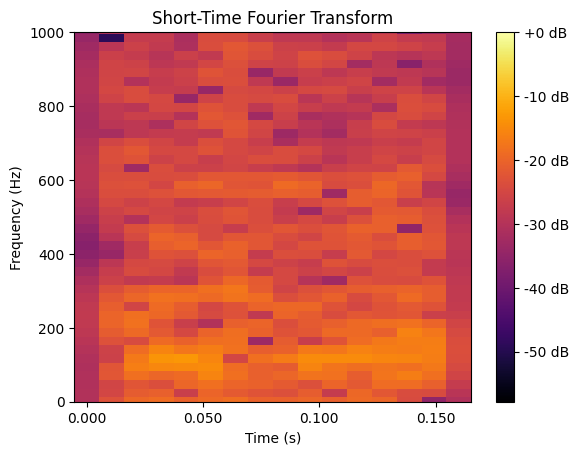 Short-Time Fourier Transform
1000
800
600
400
200
0
Frequency (Hz)
0.000
0.050
0.100
0.150
Time (s)
+0 dB
-10 dB
-20 dB
-30 dB
-40 dB
-50 dB